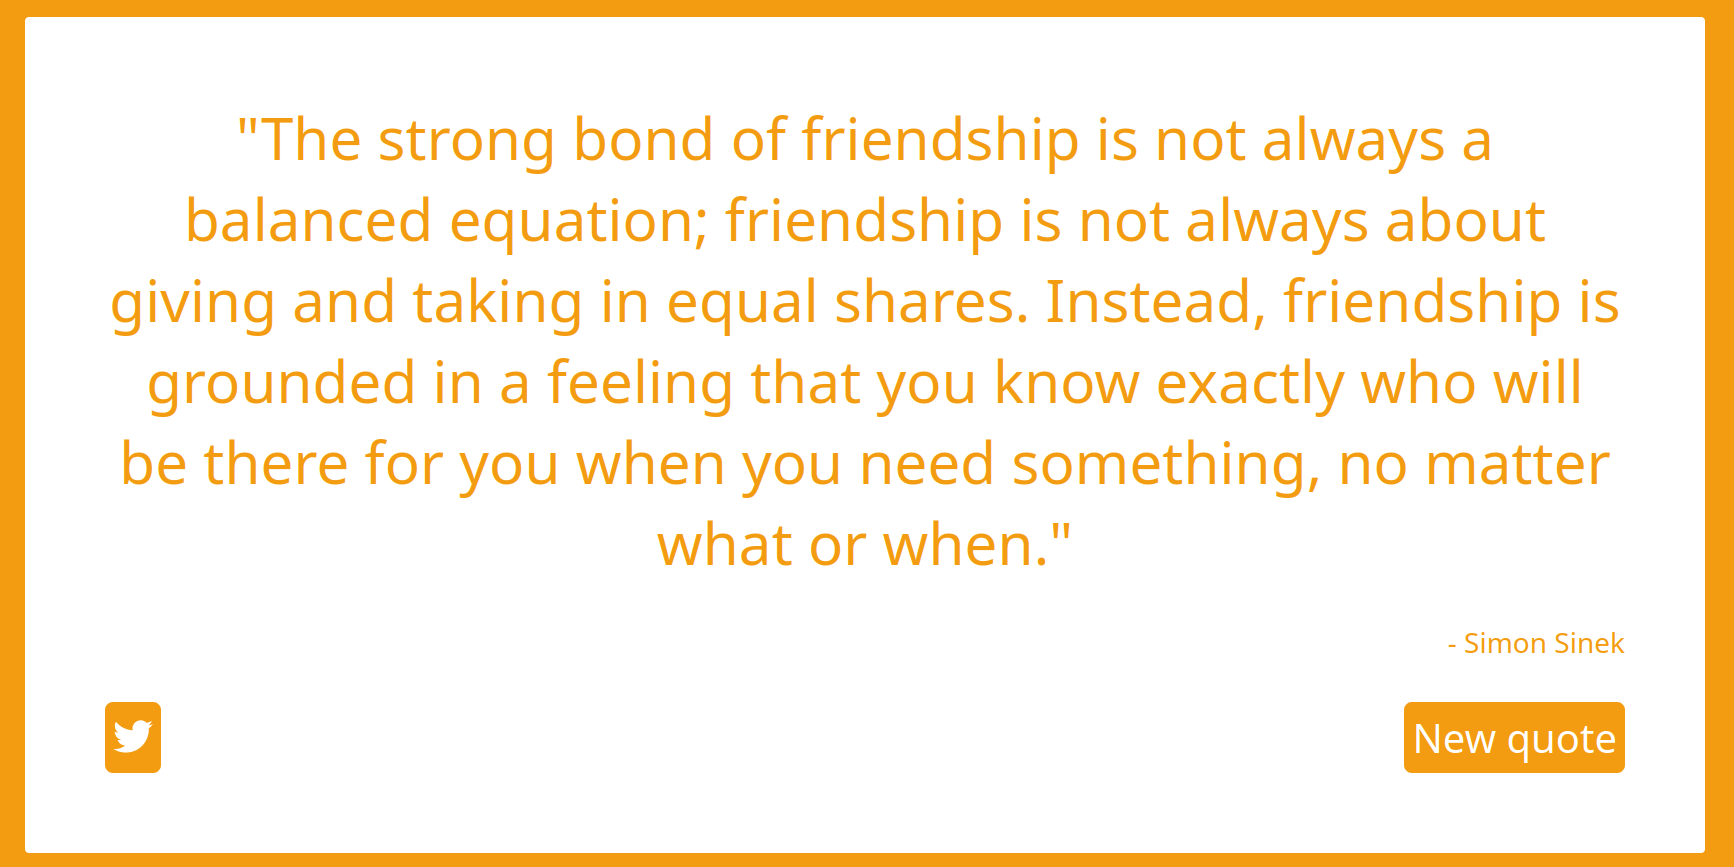 "The strong bond of friendship is not always a
balanced equation; friendship is not always about
giving and taking in equal shares. Instead, friendship is
grounded in a feeling that you know exactly who will
be there for you when you need something, no matter
what or when."
- Simon Sinek
New quote